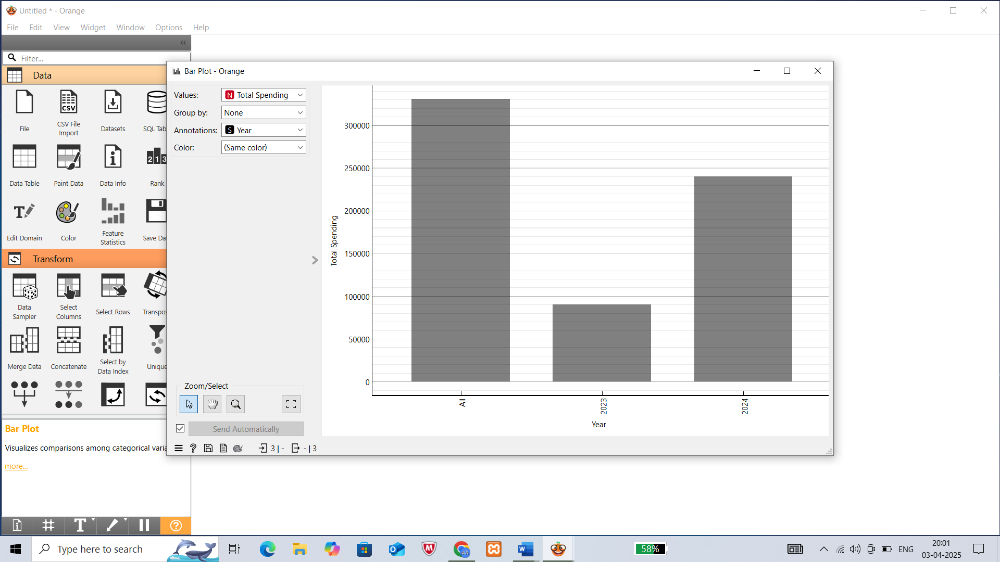 Untitled * - Orange
File Edit View Widget Window Options Help
Filter...
Data
File
CSV File Import
Datasets
SQL Tab
Data Table
Paint Data
Data Info
Rank
Edit Domain
Color
Feature Statistics
Save Da
Transform
Data Sampler
Select Columns
Select Rows
Transpos
Merge Data
Concatenate
Select by Data Index
Unique
Bar Plot
Visualizes comparisons among categorical varia
more...
Bar Plot - Orange
Values: N Total Spending
Group by: None
Annotations: S Year
Color: (Same color)
Zoom/Select
Send Automatically
3 | - - | 3
Total Spending
300000
250000
200000
150000
100000
50000
0
All
2023
2024
Year
Type here to search
58%
ENG
20:01
03-04-2025